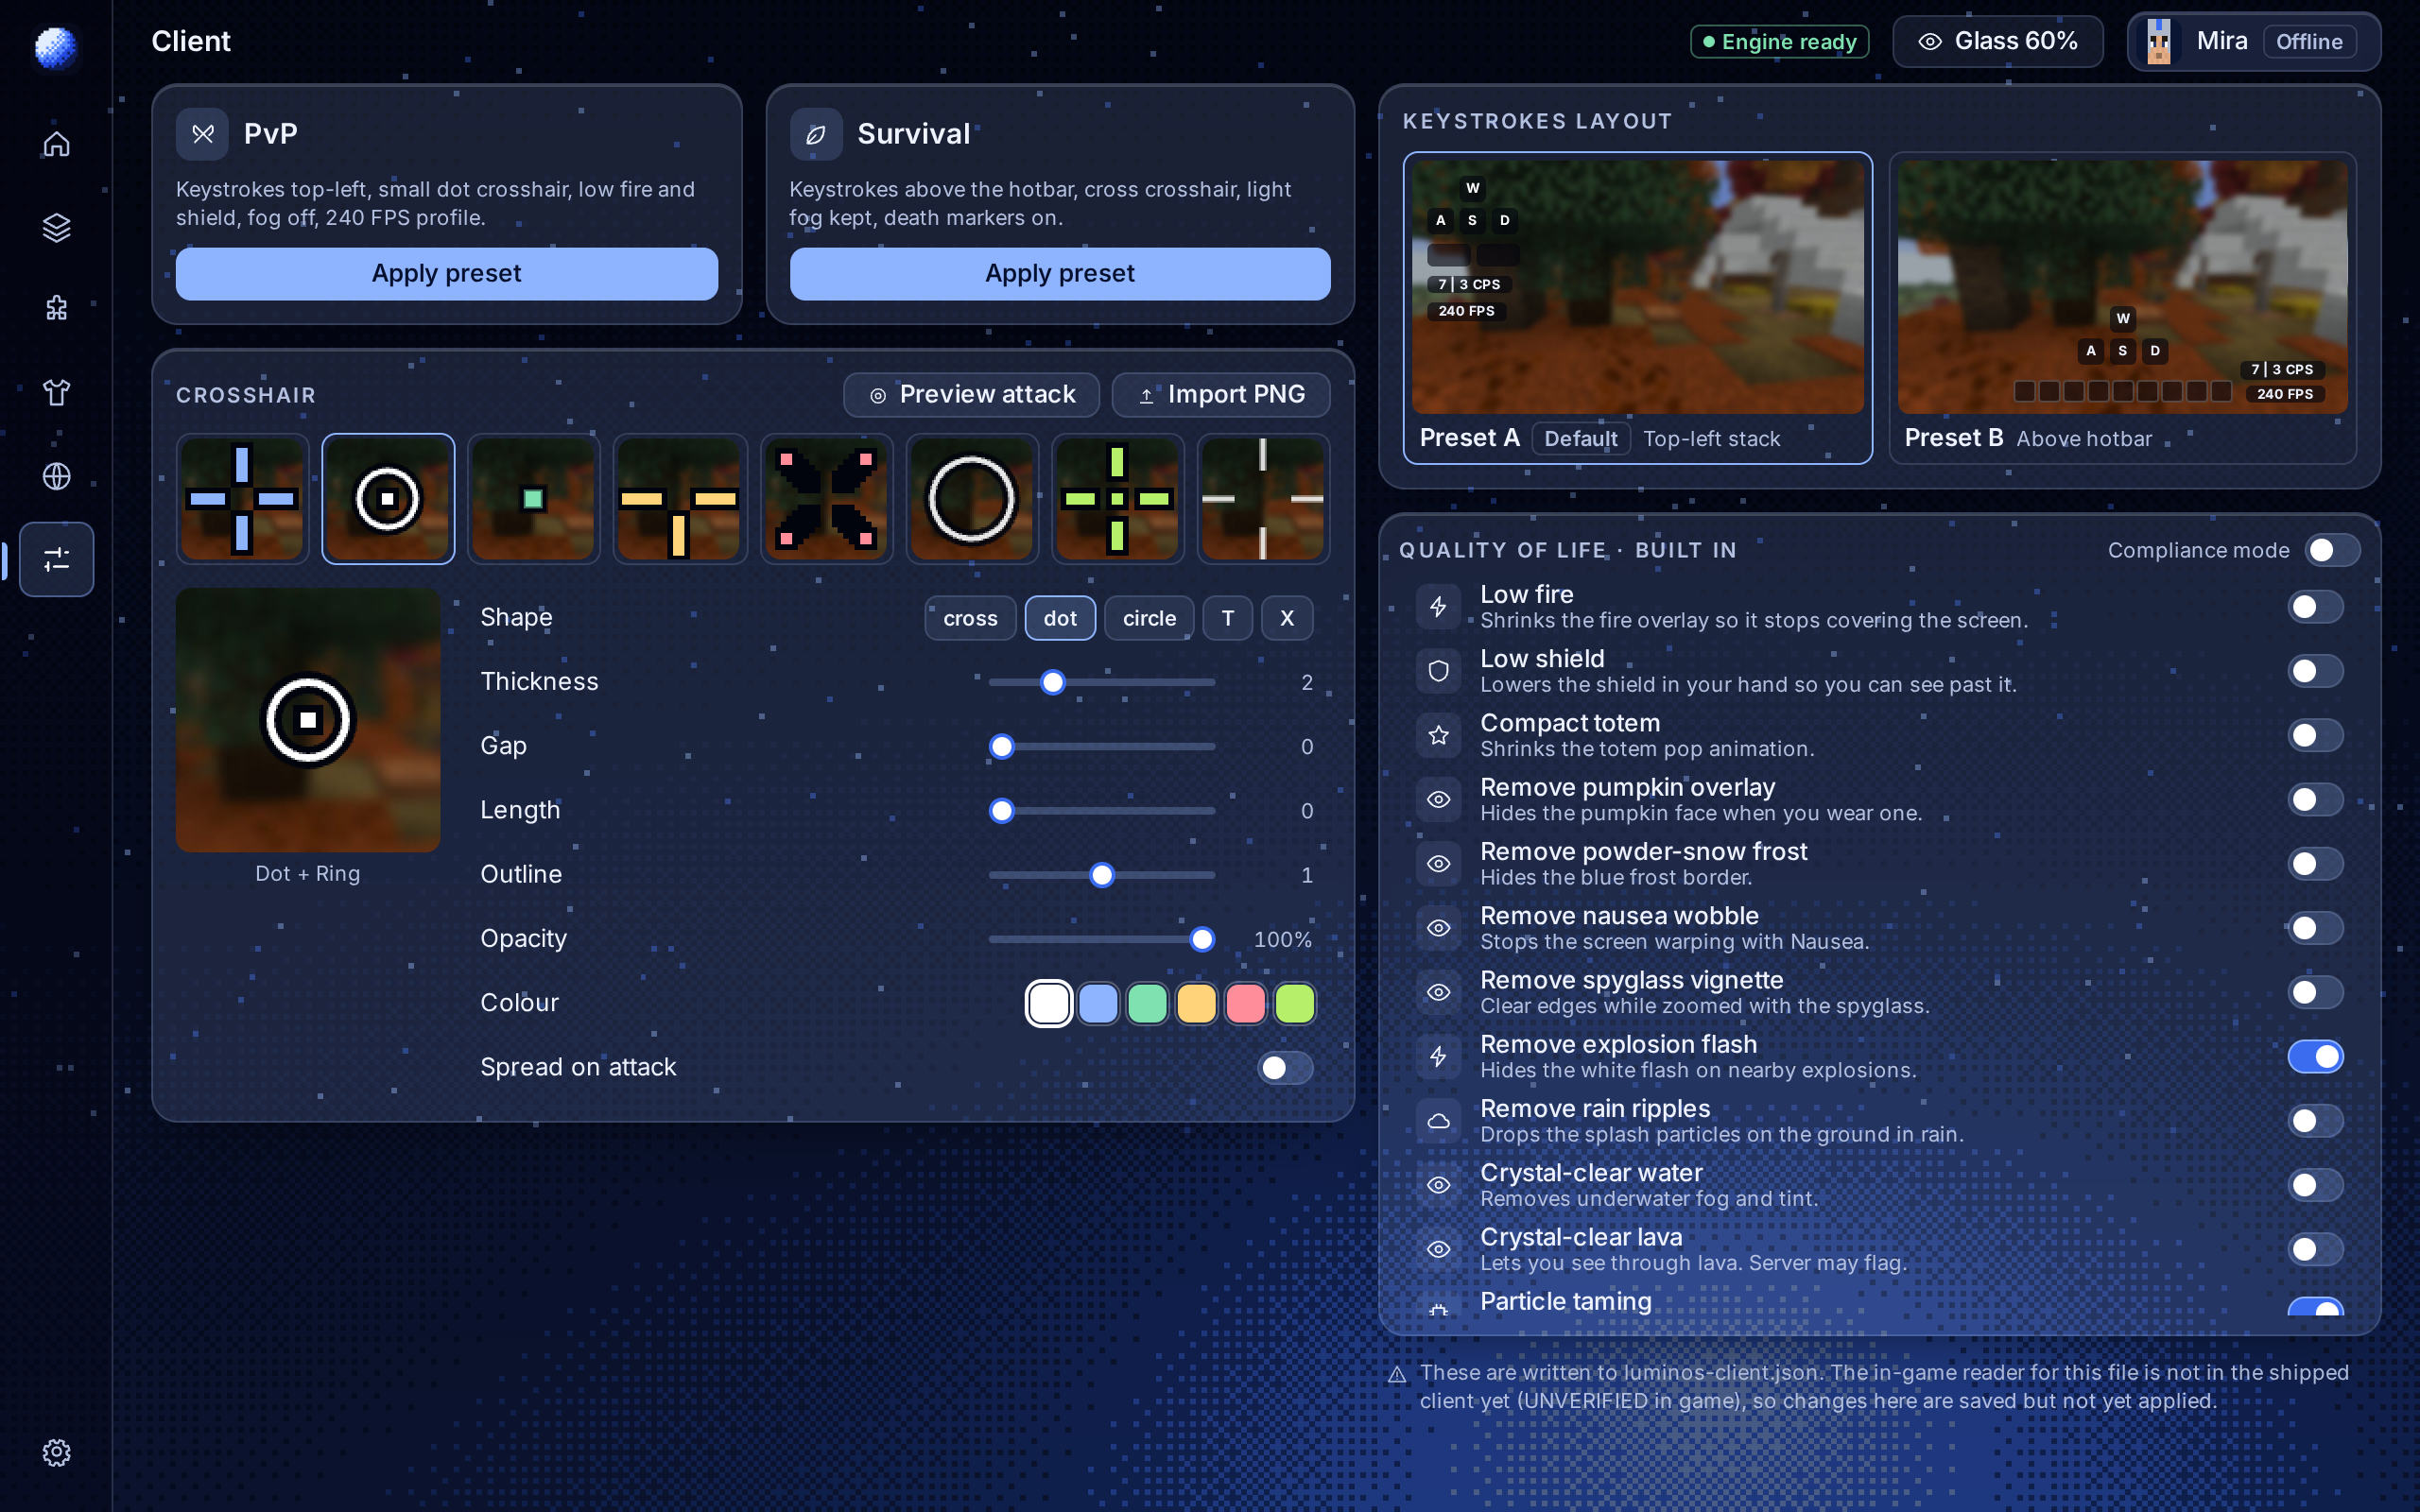 Client
Engine ready
Glass 60%
Mira
Offline
PvP
Keystrokes top-left, small dot crosshair, low fire and
shield, fog off, 240 FPS profile.
Apply preset
Survival
Keystrokes above the hotbar, cross crosshair, light
fog kept, death markers on.
Apply preset
CROSSHAIR
Preview attack
Import PNG
Dot + Ring
Shape
cross
dot
circle
T
X
Thickness
2
Gap
0
Length
0
Outline
1
Opacity
100%
Colour
Spread on attack
KEYSTROKES LAYOUT
W
A S D
7 | 3 CPS
240 FPS
Preset A
Default
Top-left stack
W
A S D
7 | 3 CPS
240 FPS
Preset B
Above hotbar
QUALITY OF LIFE · BUILT IN
Compliance mode
Low fire
Shrinks the fire overlay so it stops covering the screen.
Low shield
Lowers the shield in your hand so you can see past it.
Compact totem
Shrinks the totem pop animation.
Remove pumpkin overlay
Hides the pumpkin face when you wear one.
Remove powder-snow frost
Hides the blue frost border.
Remove nausea wobble
Stops the screen warping with Nausea.
Remove spyglass vignette
Clear edges while zoomed with the spyglass.
Remove explosion flash
Hides the white flash on nearby explosions.
Remove rain ripples
Drops the splash particles on the ground in rain.
Crystal-clear water
Removes underwater fog and tint.
Crystal-clear lava
Lets you see through lava. Server may flag.
Particle taming
These are written to luminos-client.json. The in-game reader for this file is not in the shipped
client yet (UNVERIFIED in game), so changes here are saved but not yet applied.